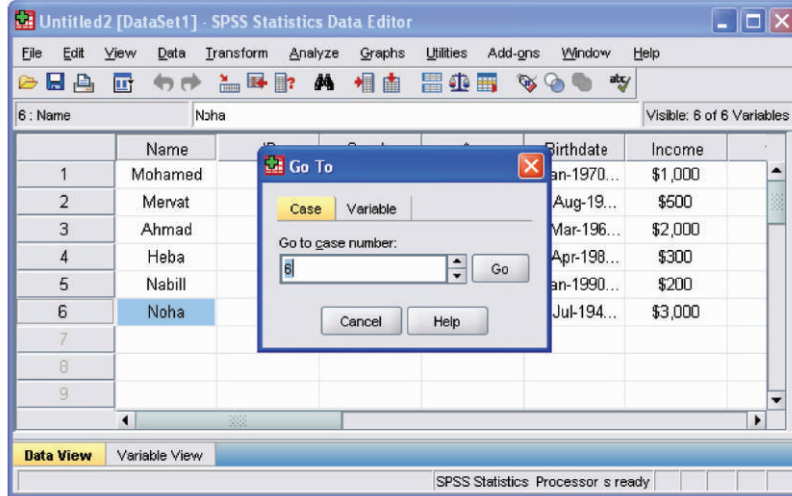 Untitled2 [DataSet1] - SPSS Statistics Data Editor
File Edit View Data Transform Analyze Graphs Utilities Add-ons Window Help
6 : Name Noha Visible: 6 of 6 Variables
Name Birthdate Income
1 Mohamed an-1970... $1,000
2 Mervat Aug-19... $500
3 Ahmad Mar-196... $2,000
4 Heba Apr-198... $300
5 Nabill an-1990... $200
6 Noha Jul-194... $3,000
7
8
9
Go To
Case Variable
Go to case number:
6 Go
Cancel Help
Data View Variable View
SPSS Statistics Processor s ready